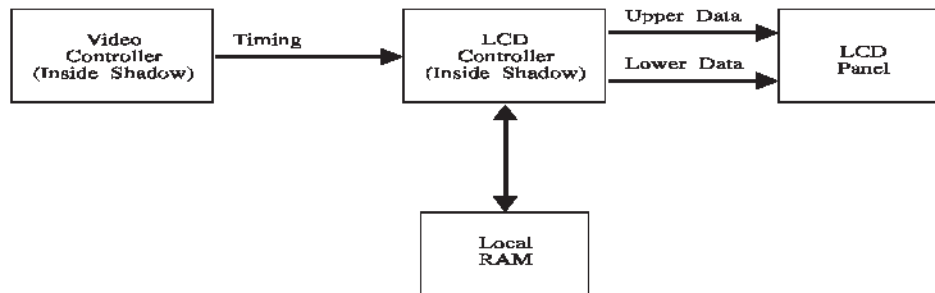 Video
Controller
(Inside Shadow)
Timing
LCD
Controller
(Inside Shadow)
Upper Data
Lower Data
LCD
Panel
Local
RAM